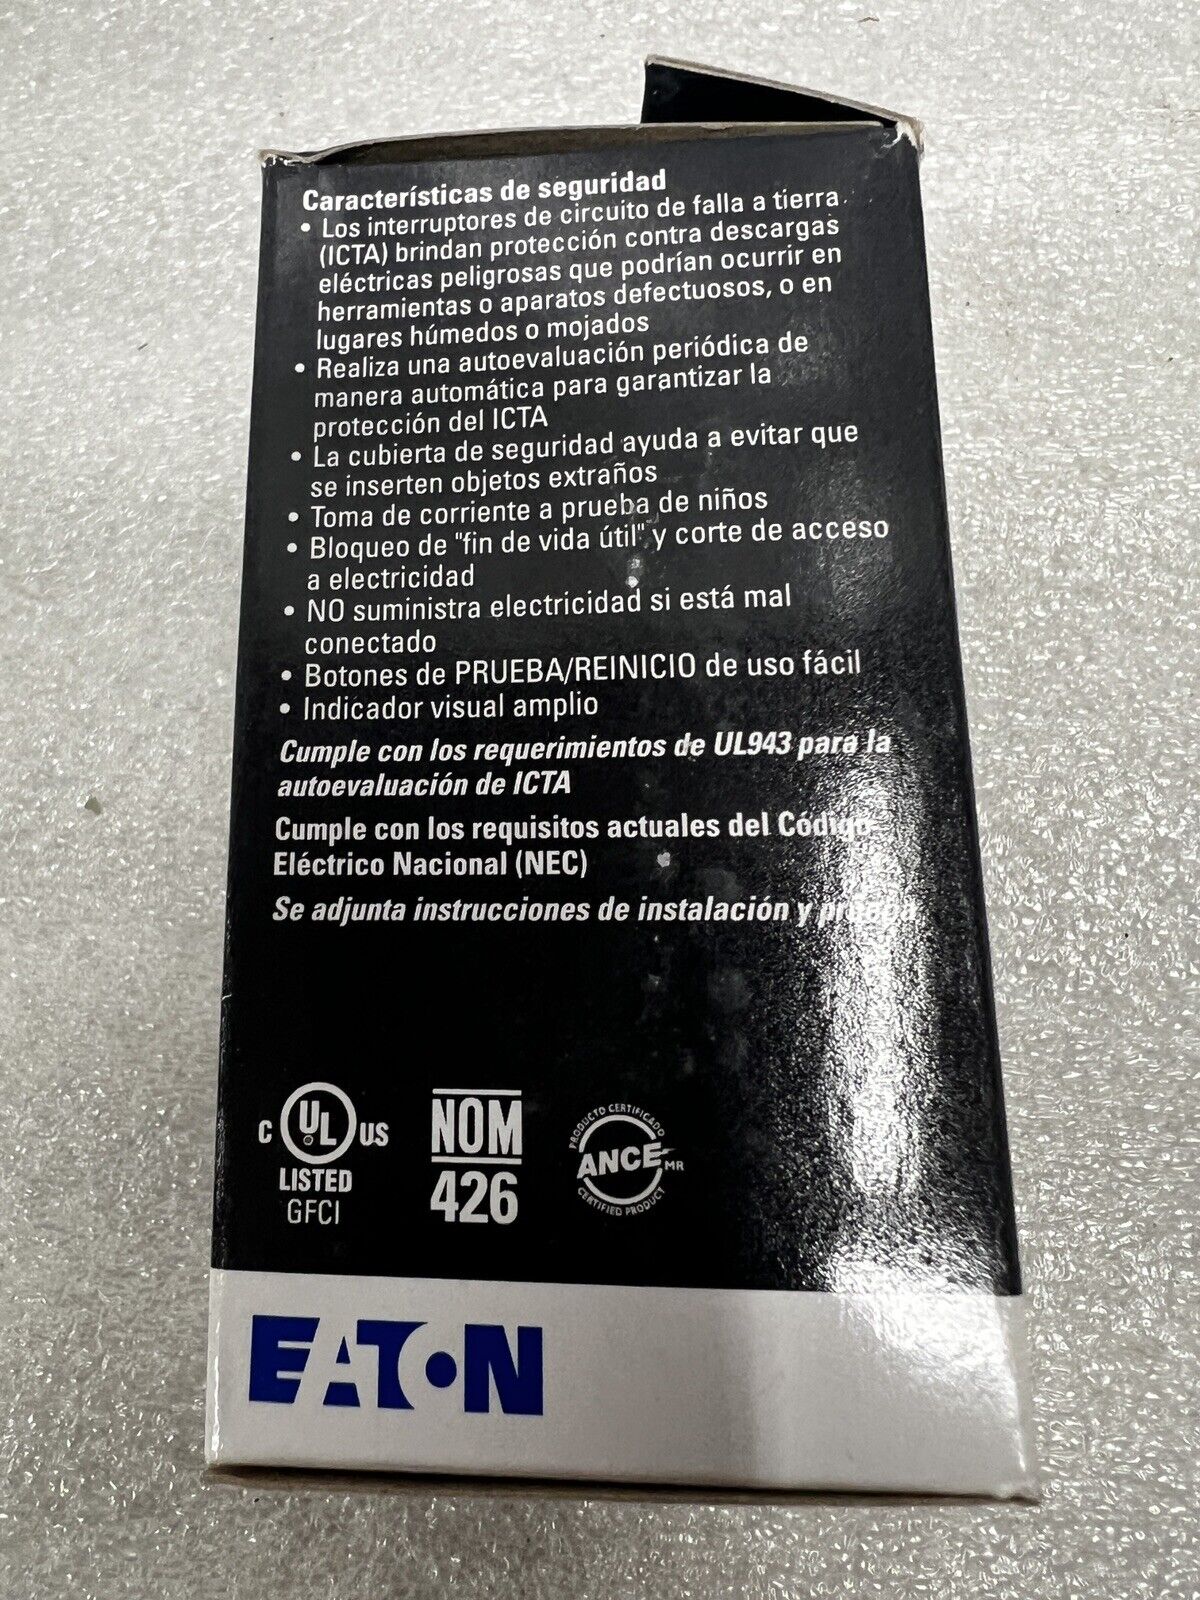 Características de seguridad
• Los interruptores de circuito de falla a tierra
(ICTA) brindan protección contra descargas
eléctricas peligrosas que podrían ocurrir en
herramientas o aparatos defectuosos, o en
lugares húmedos o mojados
• Realiza una autoevaluación periódica de
manera automática para garantizar la
protección del ICTA
• La cubierta de seguridad ayuda a evitar que
se inserten objetos extraños
• Toma de corriente a prueba de niños
• Bloqueo de "fin de vida útil" y corte de acceso
a electricidad
• NO suministra electricidad si está mal
conectado
• Botones de PRUEBA/REINICIO de uso fácil
• Indicador visual amplio
Cumple con los requerimientos de UL943 para la
autoevaluación de ICTA
Cumple con los requisitos actuales del Código
Eléctrico Nacional (NEC)
Se adjunta instrucciones de instalación y prueba
C UL US
LISTED
GFCI
NOM
426
PRODUCTO CERTIFICADO
ANCE MR
CERTIFIED PRODUCT
EATON